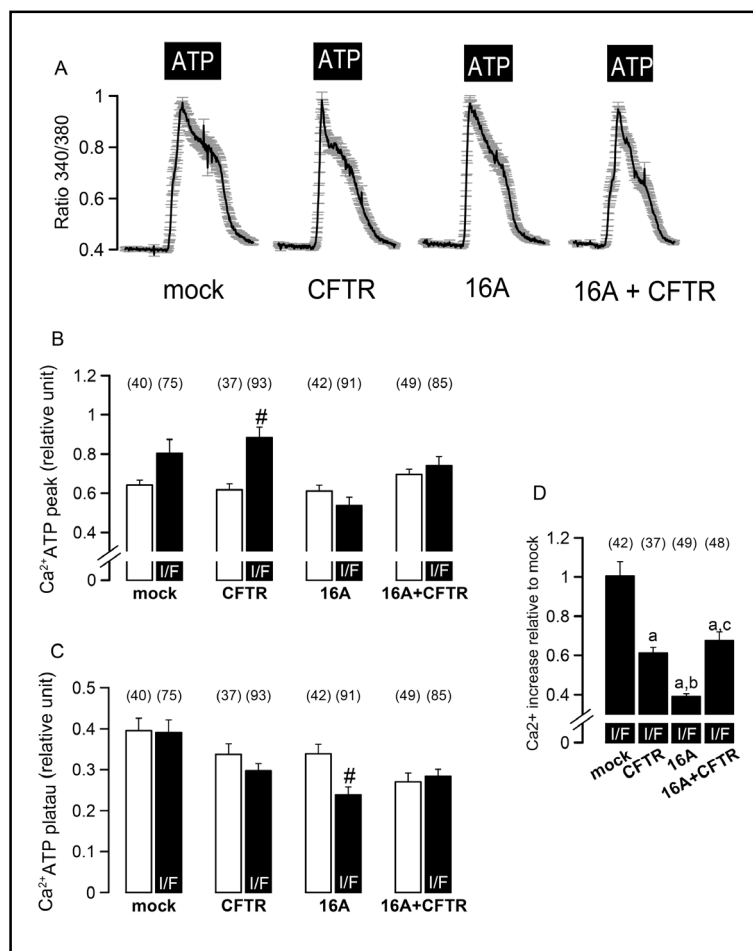 A
ATP ATP ATP ATP
Ratio 340/380
1
0.8
0.6
0.4
mock CFTR 16A 16A + CFTR
B
Ca²⁺ATP peak (relative unit)
(40) (75) (37) (93) (42) (91) (49) (85)
1.2
1
0.8
0.6
0.4
0
#
I/F I/F I/F I/F
mock CFTR 16A 16A+CFTR
C
Ca²⁺ATP platau (relative unit)
(40) (75) (37) (93) (42) (91) (49) (85)
0.5
0.4
0.3
0.2
0.1
0
#
I/F I/F I/F I/F
mock CFTR 16A 16A+CFTR
D
Ca2+ increase relative to mock
(42) (37) (49) (48)
1.2
1
0.8
0.6
0.4
0
a a,b a,c
I/F I/F I/F I/F
mock CFTR 16A 16A+CFTR